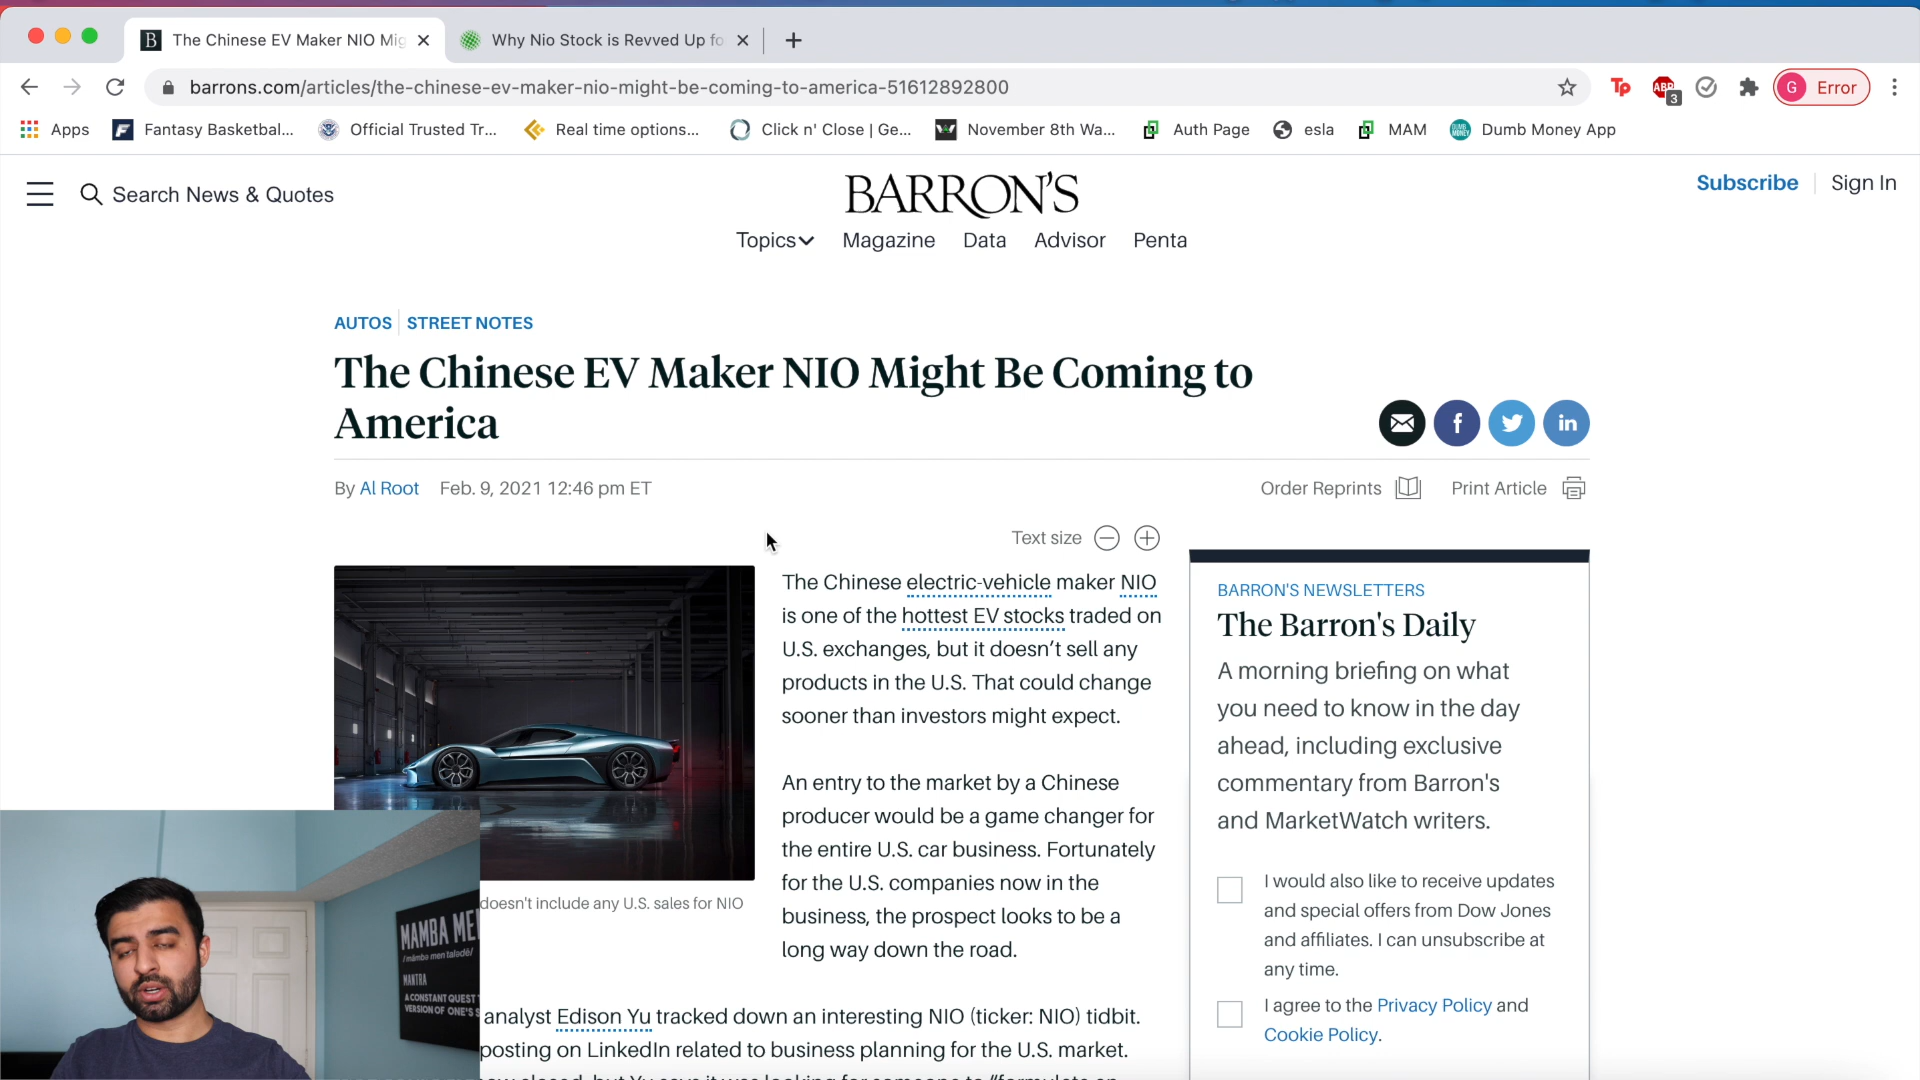 The Chinese EV Maker NIO Mig
Why Nio Stock is Revved Up fo
barrons.com/articles/the-chinese-ev-maker-nio-might-be-coming-to-america-51612892800
Tp
ABP
3
G
Error
Apps
Fantasy Basketbal...
Official Trusted Tr...
Real time options...
Click n' Close | Ge...
November 8th Wa...
Auth Page
esla
MAM
Dumb Money App
Search News & Quotes
BARRON'S
Subscribe
Sign In
Topics
Magazine
Data
Advisor
Penta
AUTOS
STREET NOTES
The Chinese EV Maker NIO Might Be Coming to
America
By Al Root
Feb. 9, 2021 12:46 pm ET
Order Reprints
Print Article
Text size
The Chinese electric-vehicle maker NIO
is one of the hottest EV stocks traded on
U.S. exchanges, but it doesn’t sell any
products in the U.S. That could change
sooner than investors might expect.
An entry to the market by a Chinese
producer would be a game changer for
the entire U.S. car business. Fortunately
for the U.S. companies now in the
business, the prospect looks to be a
long way down the road.
doesn't include any U.S. sales for NIO
analyst Edison Yu tracked down an interesting NIO (ticker: NIO) tidbit.
posting on LinkedIn related to business planning for the U.S. market.
BARRON'S NEWSLETTERS
The Barron's Daily
A morning briefing on what
you need to know in the day
ahead, including exclusive
commentary from Barron's
and MarketWatch writers.
I would also like to receive updates
and special offers from Dow Jones
and affiliates. I can unsubscribe at
any time.
I agree to the Privacy Policy and
Cookie Policy.
MAMBA ME
MANTRA
A CONSTANT QUEST
VERSION OF ONE'S